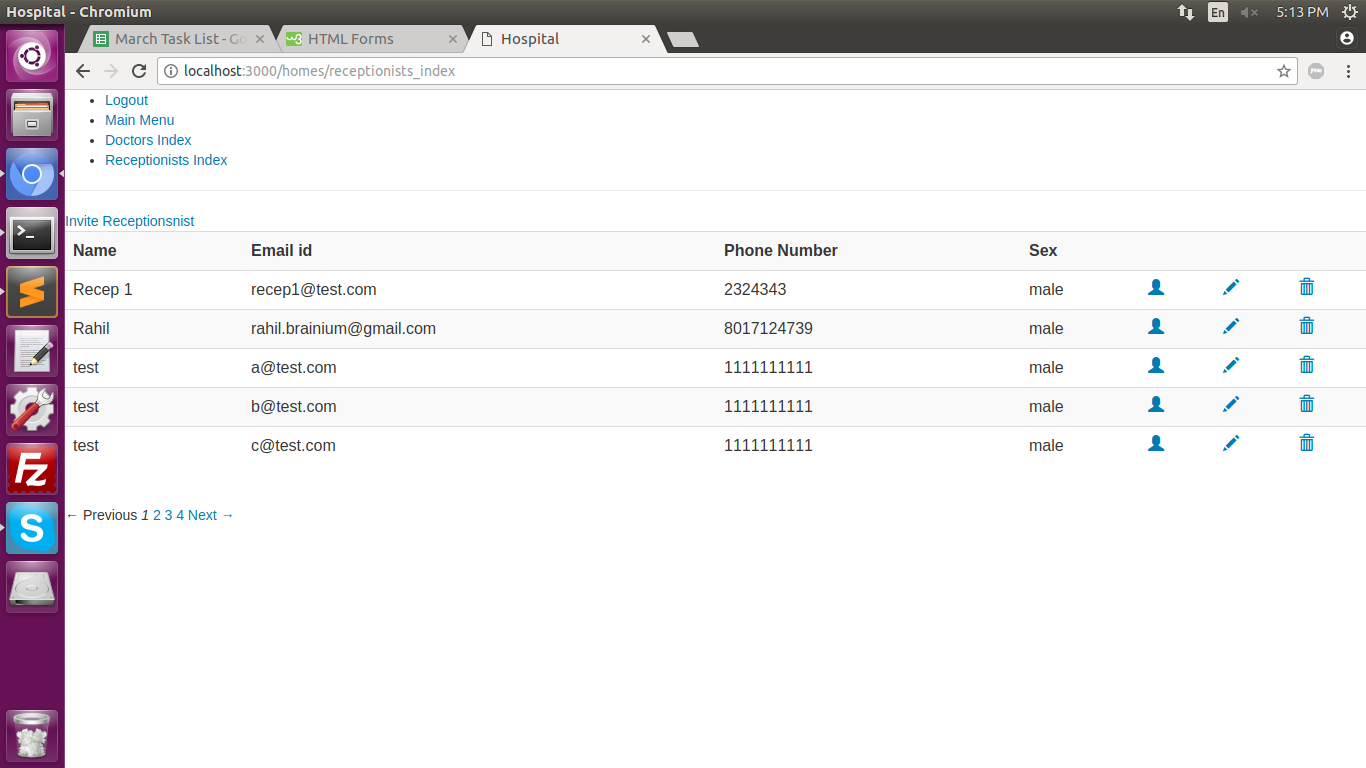 Hospital - Chromium
En
5:13 PM
March Task List - Go
HTML Forms
Hospital
localhost:3000/homes/receptionists_index
Logout
Main Menu
Doctors Index
Receptionists Index
Invite Receptionsnist
Name Email id Phone Number Sex
Recep 1 recep1@test.com 2324343 male
Rahil rahil.brainium@gmail.com 8017124739 male
test a@test.com 1111111111 male
test b@test.com 1111111111 male
test c@test.com 1111111111 male
← Previous 1 2 3 4 Next →